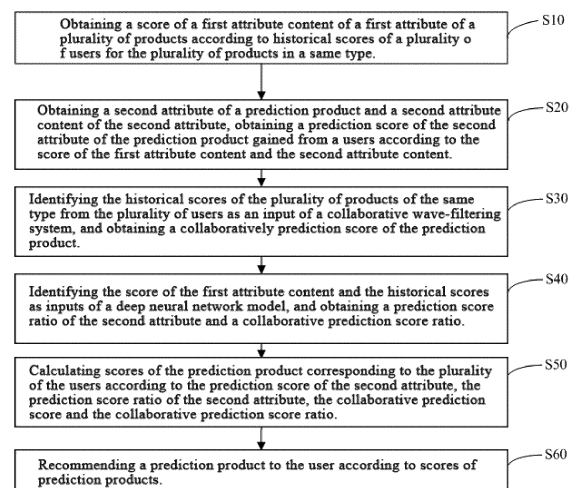 Obtaining a score of a first attribute content of a first attribute of a
plurality of products according to historical scores of a plurality o
f users for the plurality of products in a same type.
S10
Obtaining a second attribute of a prediction product and a second attribute
content of the second attribute, obtaining a prediction score of the second
attribute of the prediction product gained from a users according to the
score of the first attribute content and the second attribute content.
S20
Identifying the historical scores of the plurality of products of the same
type from the plurality of users as an input of a collaborative wave-filtering
system, and obtaining a collaboratively prediction score of the prediction
product.
S30
Identifying the score of the first attribute content and the historical scores
as inputs of a deep neural network model, and obtaining a prediction score
ratio of the second attribute and a collaborative prediction score ratio.
S40
Calculating scores of the prediction product corresponding to the plurality
of the users according to the prediction score of the second attribute, the
prediction score ratio of the second attribute, the collaborative prediction
score and the collaborative prediction score ratio.
S50
Recommending a prediction product to the user according to scores of
prediction products.
S60